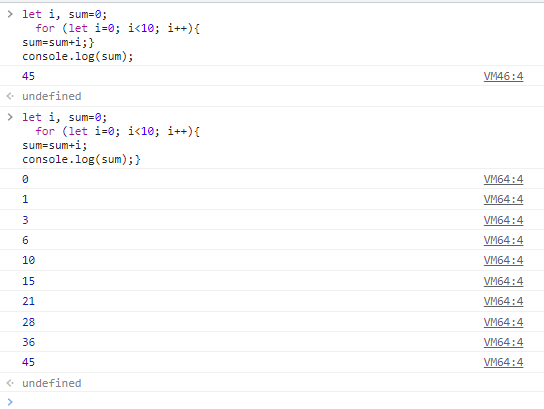 > let i, sum=0;
for (let i=0; i<10; i++){
sum=sum+i;}
console.log(sum);
45 VM46:4
<· undefined
> let i, sum=0;
for (let i=0; i<10; i++){
sum=sum+i;
console.log(sum);}
0 VM64:4
1 VM64:4
3 VM64:4
6 VM64:4
10 VM64:4
15 VM64:4
21 VM64:4
28 VM64:4
36 VM64:4
45 VM64:4
<· undefined
>